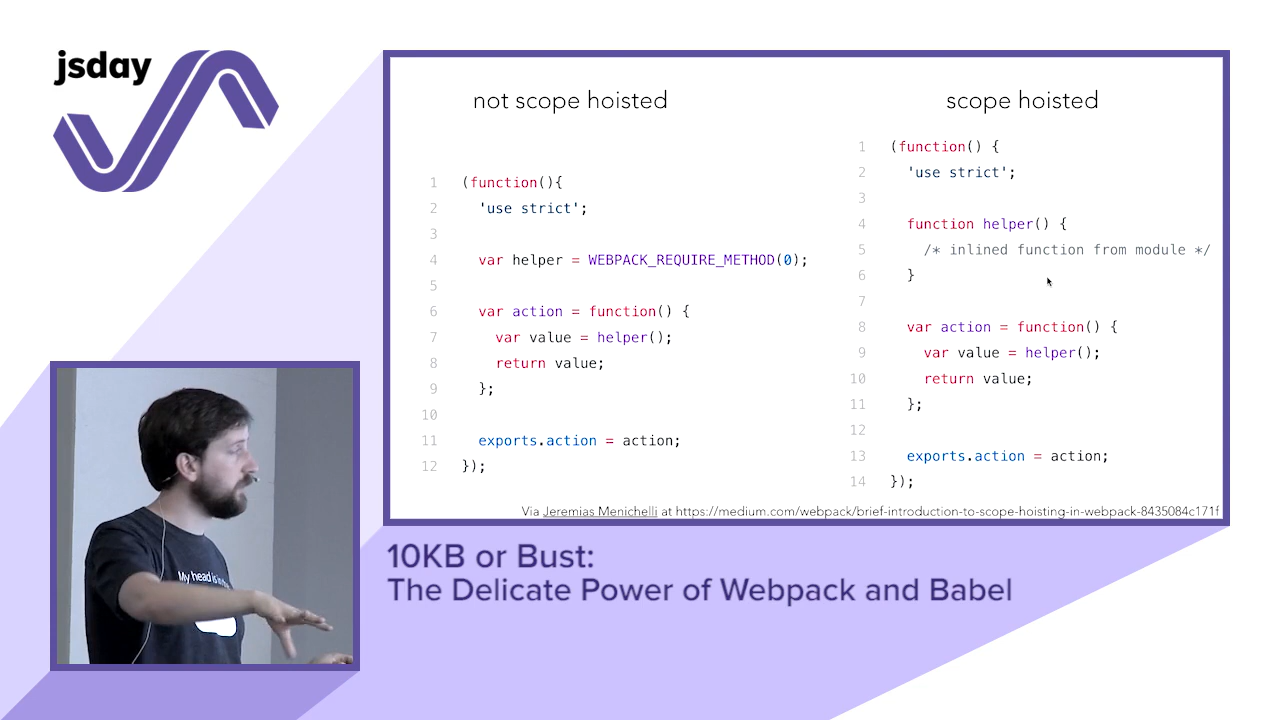 jsday
not scope hoisted
1 (function(){
2 'use strict';
3
4 var helper = WEBPACK_REQUIRE_METHOD(0);
5
6 var action = function() {
7 var value = helper();
8 return value;
9 };
10
11 exports.action = action;
12 });
scope hoisted
1 (function() {
2 'use strict';
3
4 function helper() {
5 /* inlined function from module */
6 }
7
8 var action = function() {
9 var value = helper();
10 return value;
11 };
12
13 exports.action = action;
14 });
Via Jeremias Menichelli at https://medium.com/webpack/brief-introduction-to-scope-hoisting-in-webpack-8435084c171f
My head is in
10KB or Bust:
The Delicate Power of Webpack and Babel